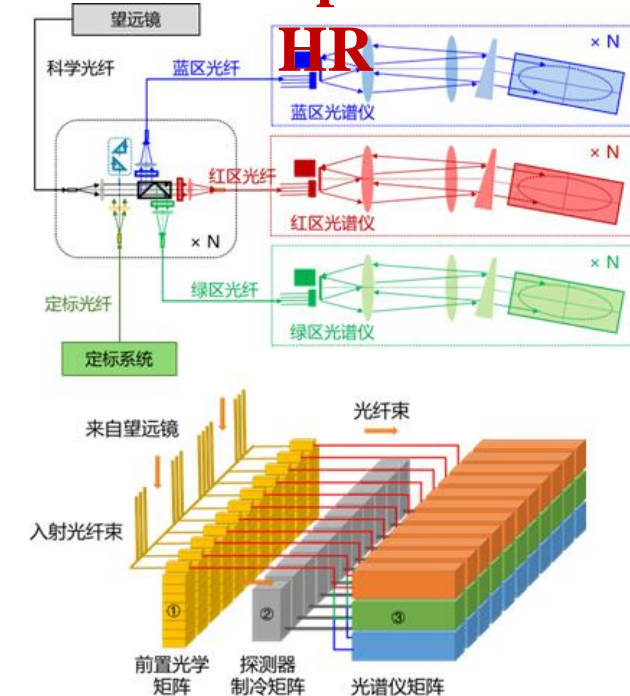 望远镜
HR
科学光纤
蓝区光纤
× N
蓝区光谱仪
红区光纤
× N
红区光谱仪
× N
绿区光纤
× N
绿区光谱仪
定标光纤
定标系统
来自望远镜
光纤束
入射光纤束
①
②
③
前置光学
矩阵
探测器
制冷矩阵
光谱仪矩阵